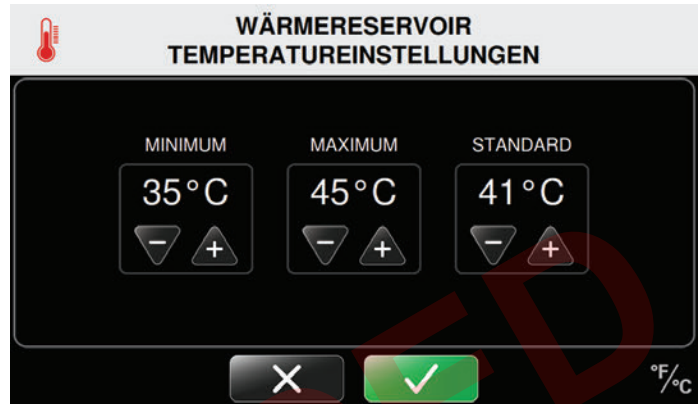 WÄRMERESERVOIR
TEMPERATUREINSTELLUNGEN
MINIMUM MAXIMUM STANDARD
35°C 45°C 41°C
− + − + − +
°F/°C